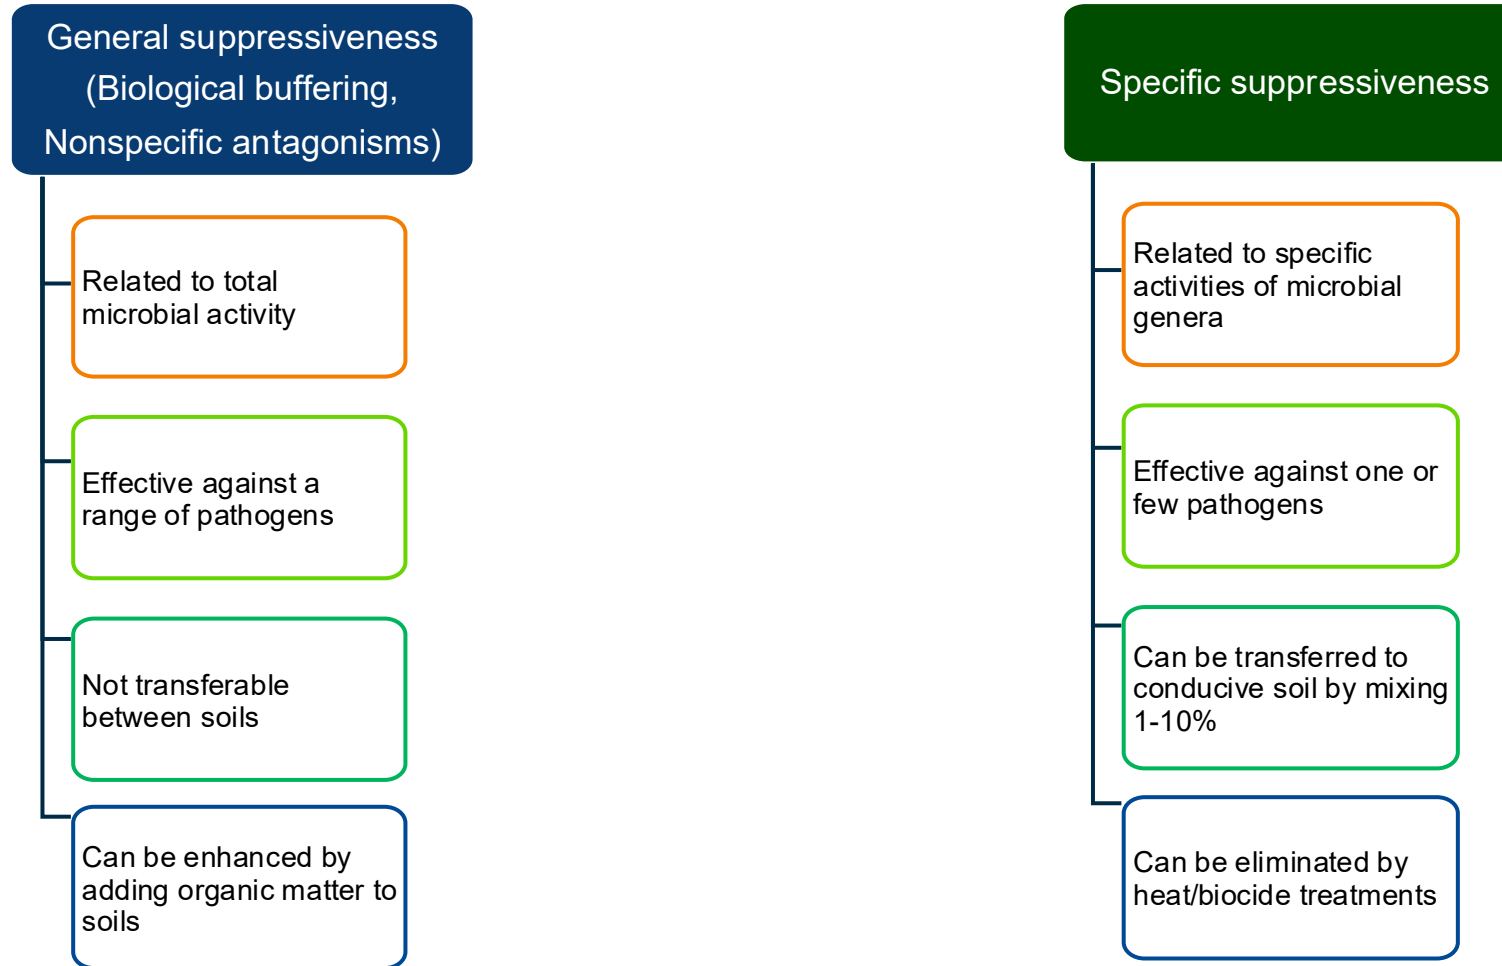 General suppressiveness
(Biological buffering,
Nonspecific antagonisms)
Related to total
microbial activity
Effective against a
range of pathogens
Not transferable
between soils
Can be enhanced by
adding organic matter to
soils
Specific suppressiveness
Related to specific
activities of microbial
genera
Effective against one or
few pathogens
Can be transferred to
conducive soil by mixing
1-10%
Can be eliminated by
heat/biocide treatments